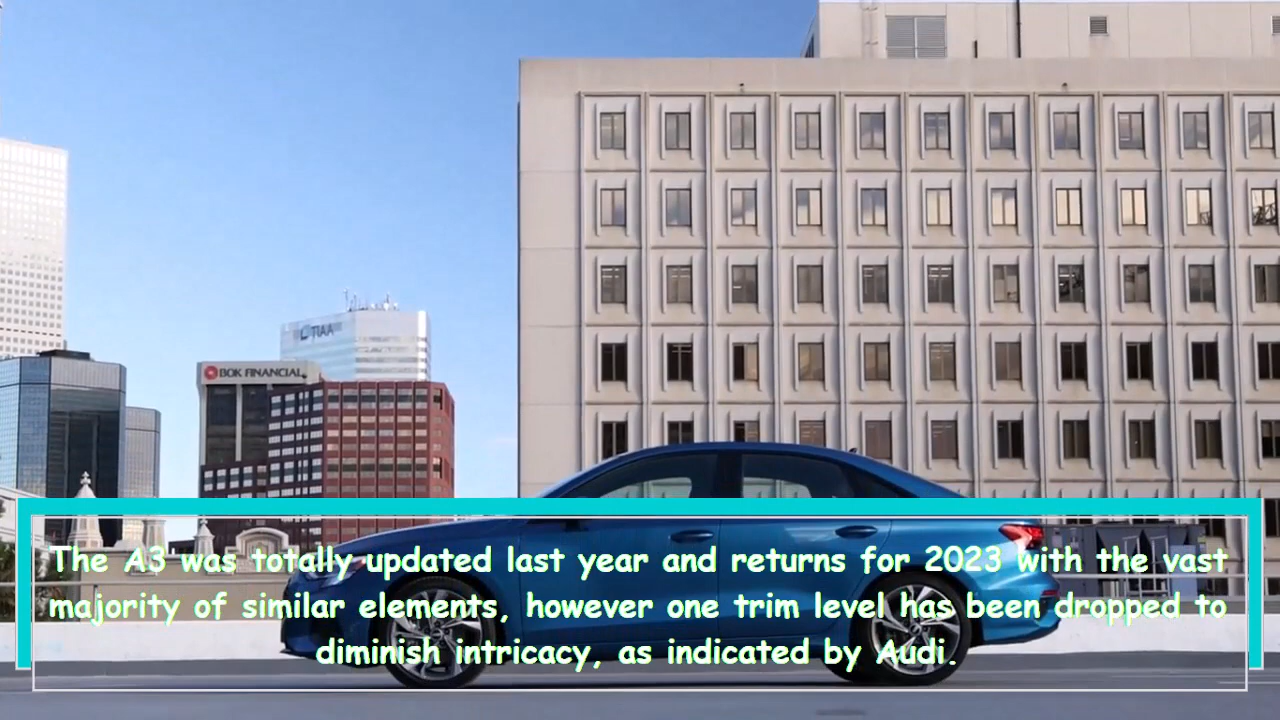 TIAA
BOK FINANCIAL
The A3 was totally updated last year and returns for 2023 with the vast
majority of similar elements, however one trim level has been dropped to
diminish intricacy, as indicated by Audi.